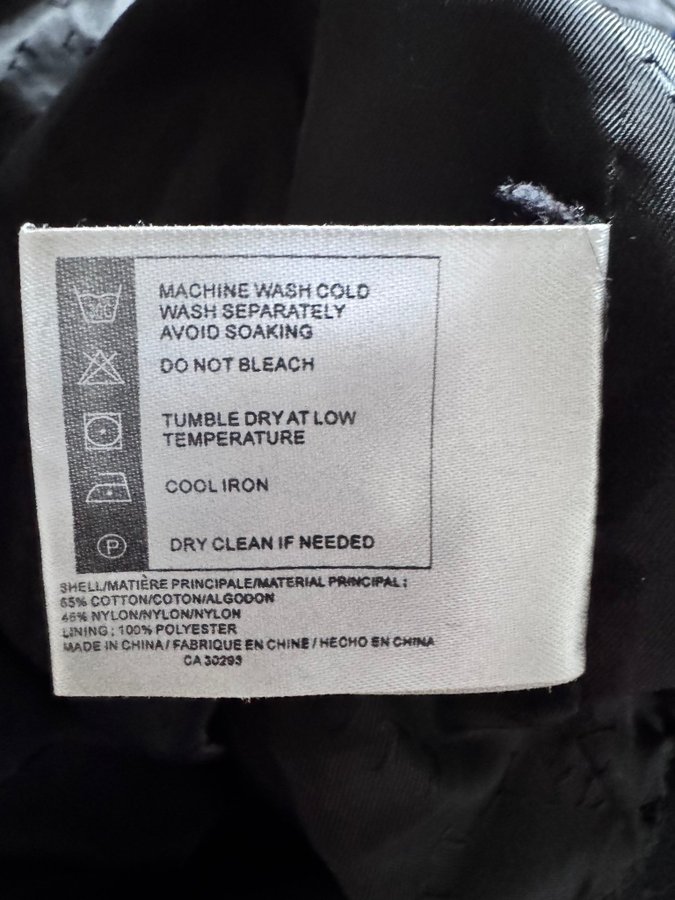 MACHINE WASH COLD
WASH SEPARATELY
AVOID SOAKING
DO NOT BLEACH
TUMBLE DRY AT LOW
TEMPERATURE
COOL IRON
P
DRY CLEAN IF NEEDED
SHELL/MATIÈRE PRINCIPALE/MATERIAL PRINCIPAL:
55% COTTON/COTON/ALGODON
45% NYLON/NYLON/NYLON
LINING: 100% POLYESTER
MADE IN CHINA/ FABRIQUE EN CHINE / HECHO EN CHINA
CA 30293